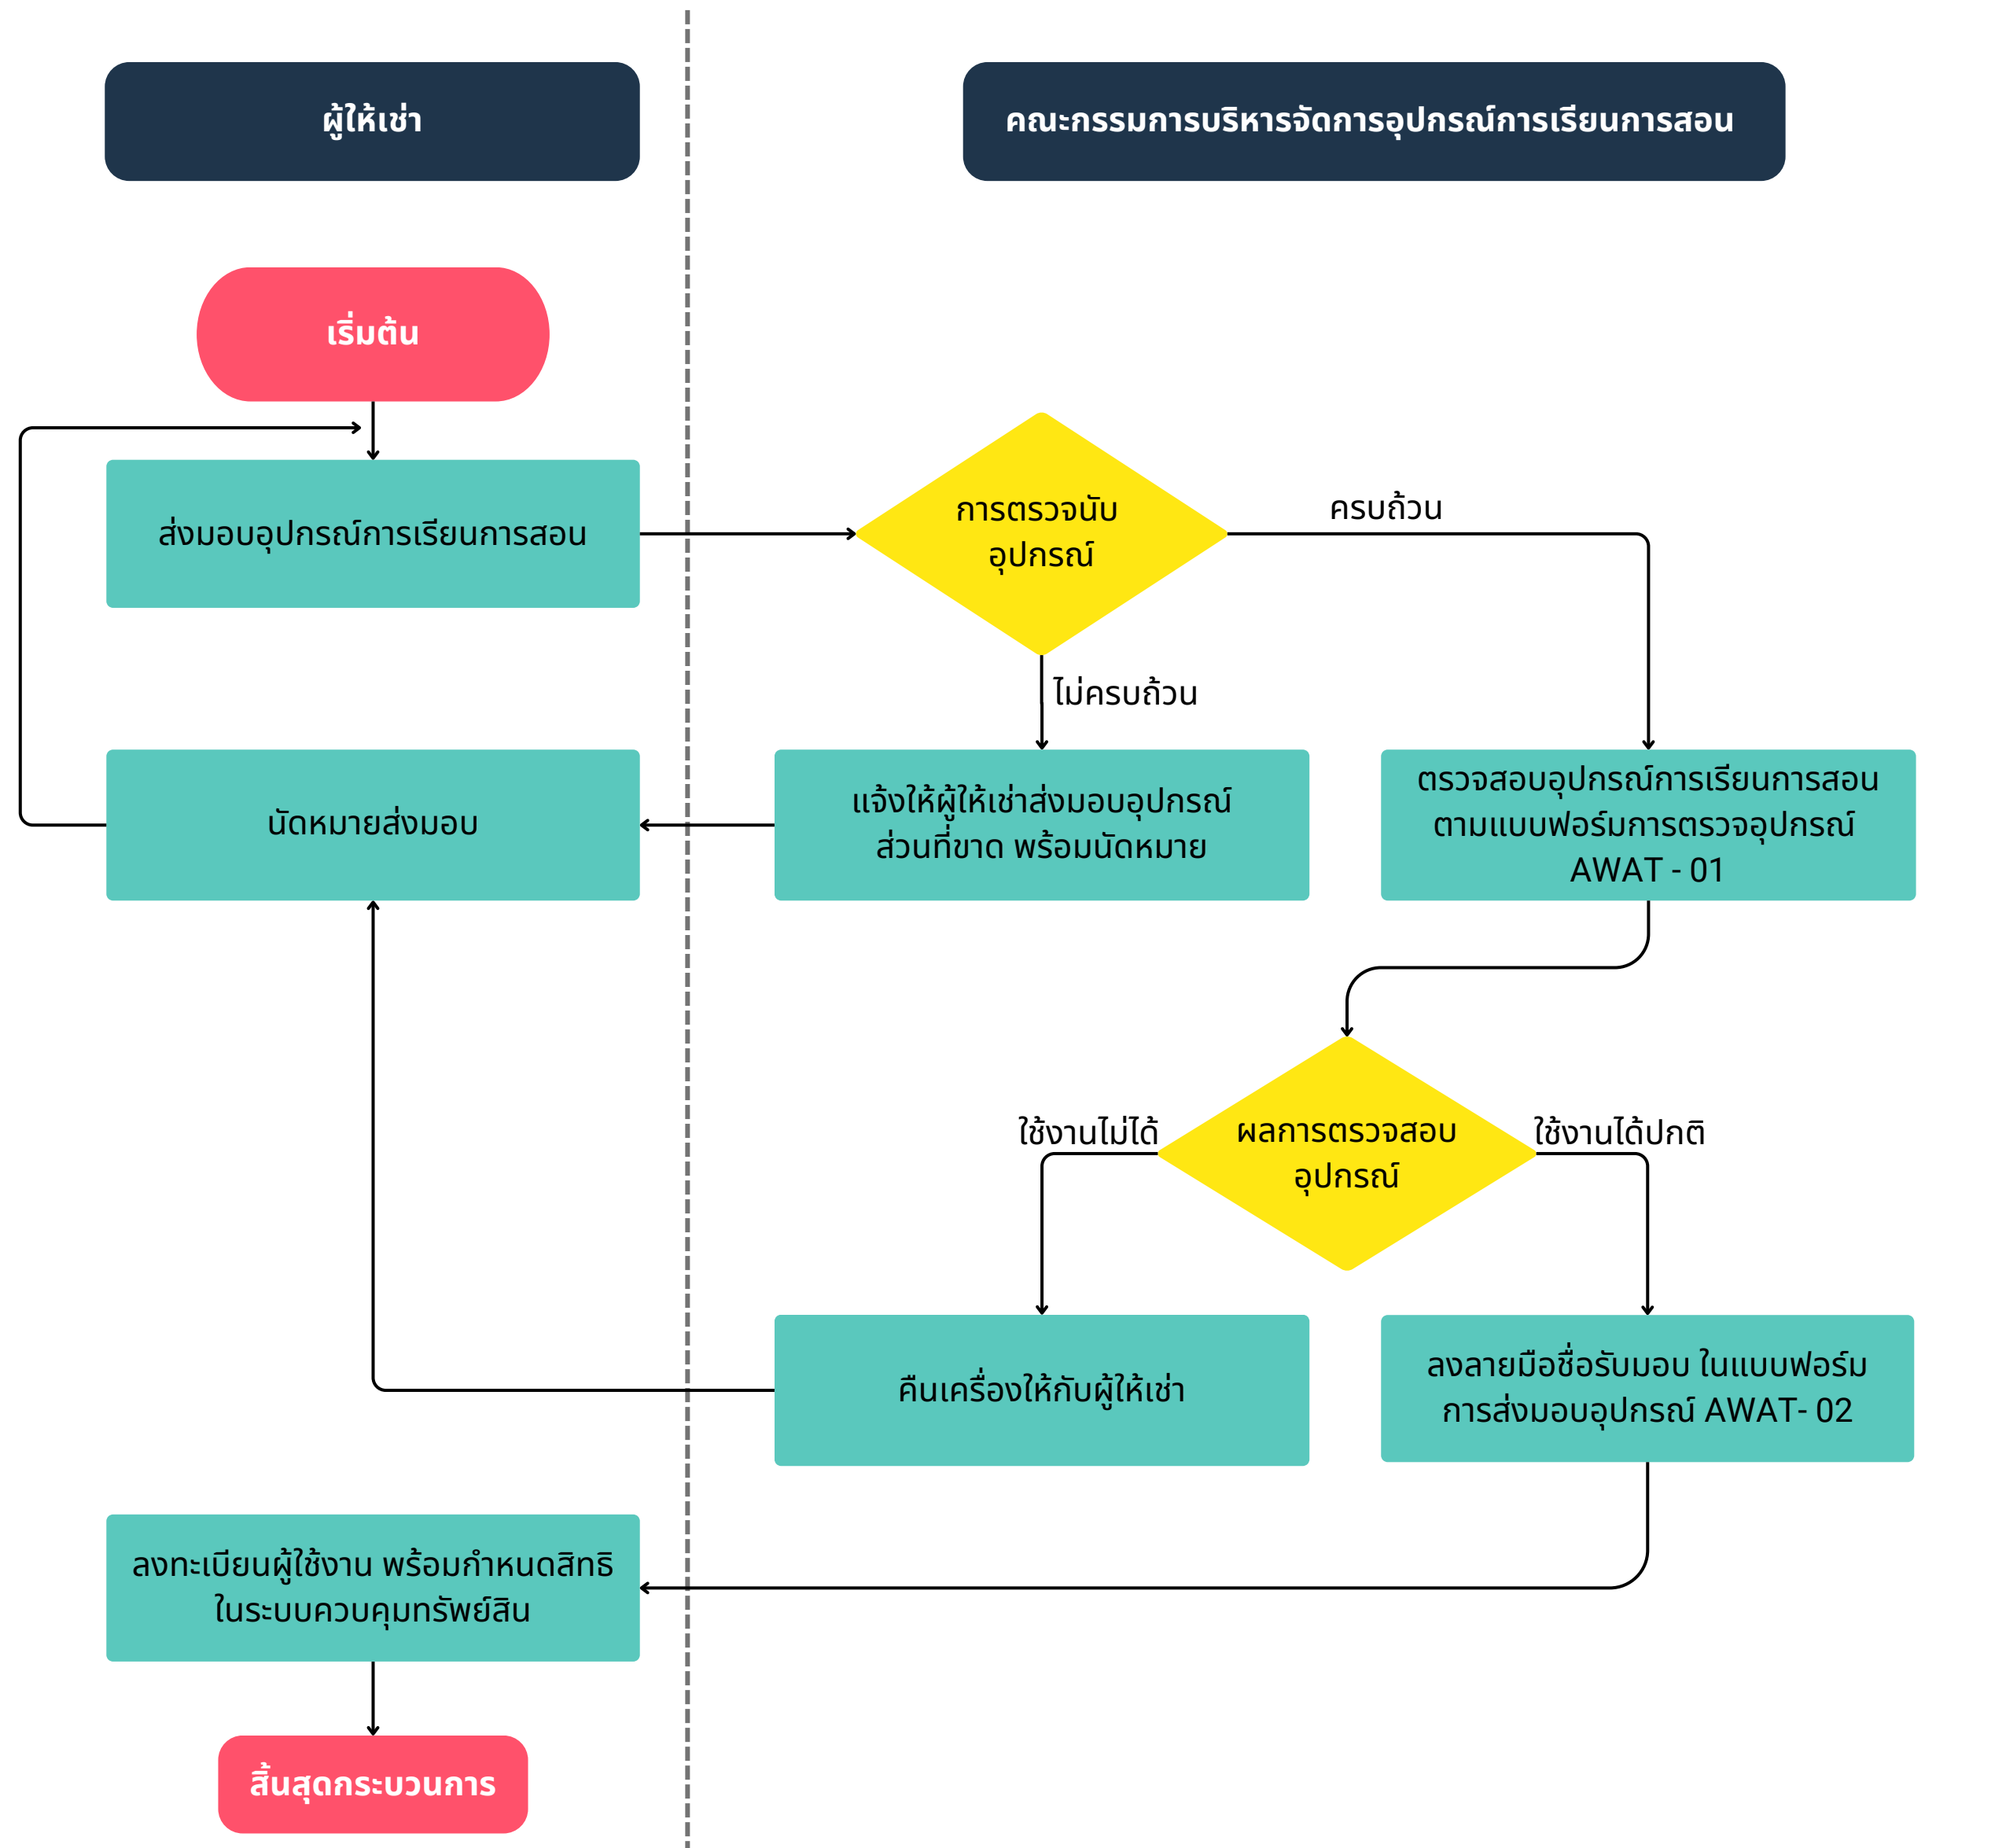 ผู้ให้เช่า
คณะกรรมการบริหารจัดการอุปกรณ์การเรียนการสอน
เริ่มต้น
ส่งมอบอุปกรณ์การเรียนการสอน
การตรวจนับ
อุปกรณ์
ครบถ้วน
ไม่ครบถ้วน
นัดหมายส่งมอบ
แจ้งให้ผู้ให้เช่าส่งมอบอุปกรณ์
ส่วนที่ขาด พร้อมนัดหมาย
ตรวจสอบอุปกรณ์การเรียนการสอน
ตามแบบฟอร์มการตรวจอุปกรณ์
AWAT - 01
ผลการตรวจสอบ
อุปกรณ์
ใช้งานไม่ได้
ใช้งานได้ปกติ
คืนเครื่องให้กับผู้ให้เช่า
ลงลายมือชื่อรับมอบ ในแบบฟอร์ม
การส่งมอบอุปกรณ์ AWAT- 02
ลงทะเบียนผู้ใช้งาน พร้อมกำหนดสิทธิ
ในระบบควบคุมทรัพย์สิน
สิ้นสุดกระบวนการ